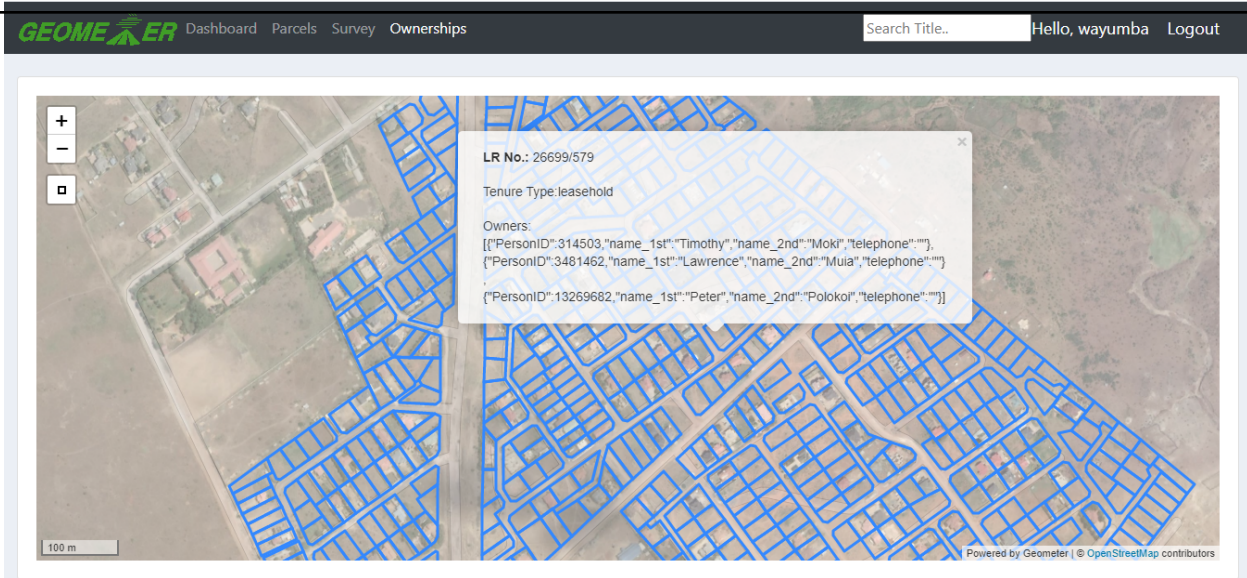 GEOMETER Dashboard Parcels Survey Ownerships Search Title.. Hello, wayumba Logout
+
−
×
LR No.: 26699/579
Tenure Type:leasehold
Owners:
[{"PersonID":314503,"name_1st":"Timothy","name_2nd":"Moki","telephone":""},
{"PersonID":3481462,"name_1st":"Lawrence","name_2nd":"Muia","telephone":""}
,
{"PersonID":13269682,"name_1st":"Peter","name_2nd":"Polokoi","telephone":""}]
100 m
Powered by Geometer | © OpenStreetMap contributors